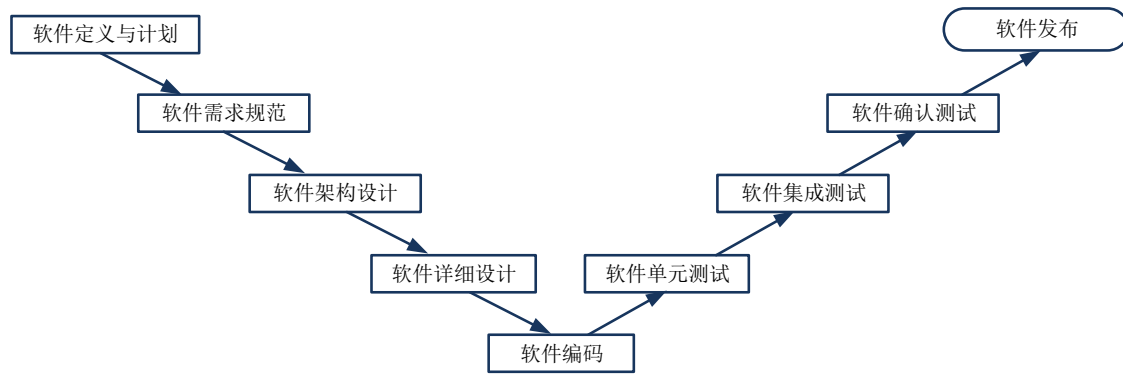 软件定义与计划
软件发布
软件需求规范
软件确认测试
软件架构设计
软件集成测试
软件详细设计
软件单元测试
软件编码